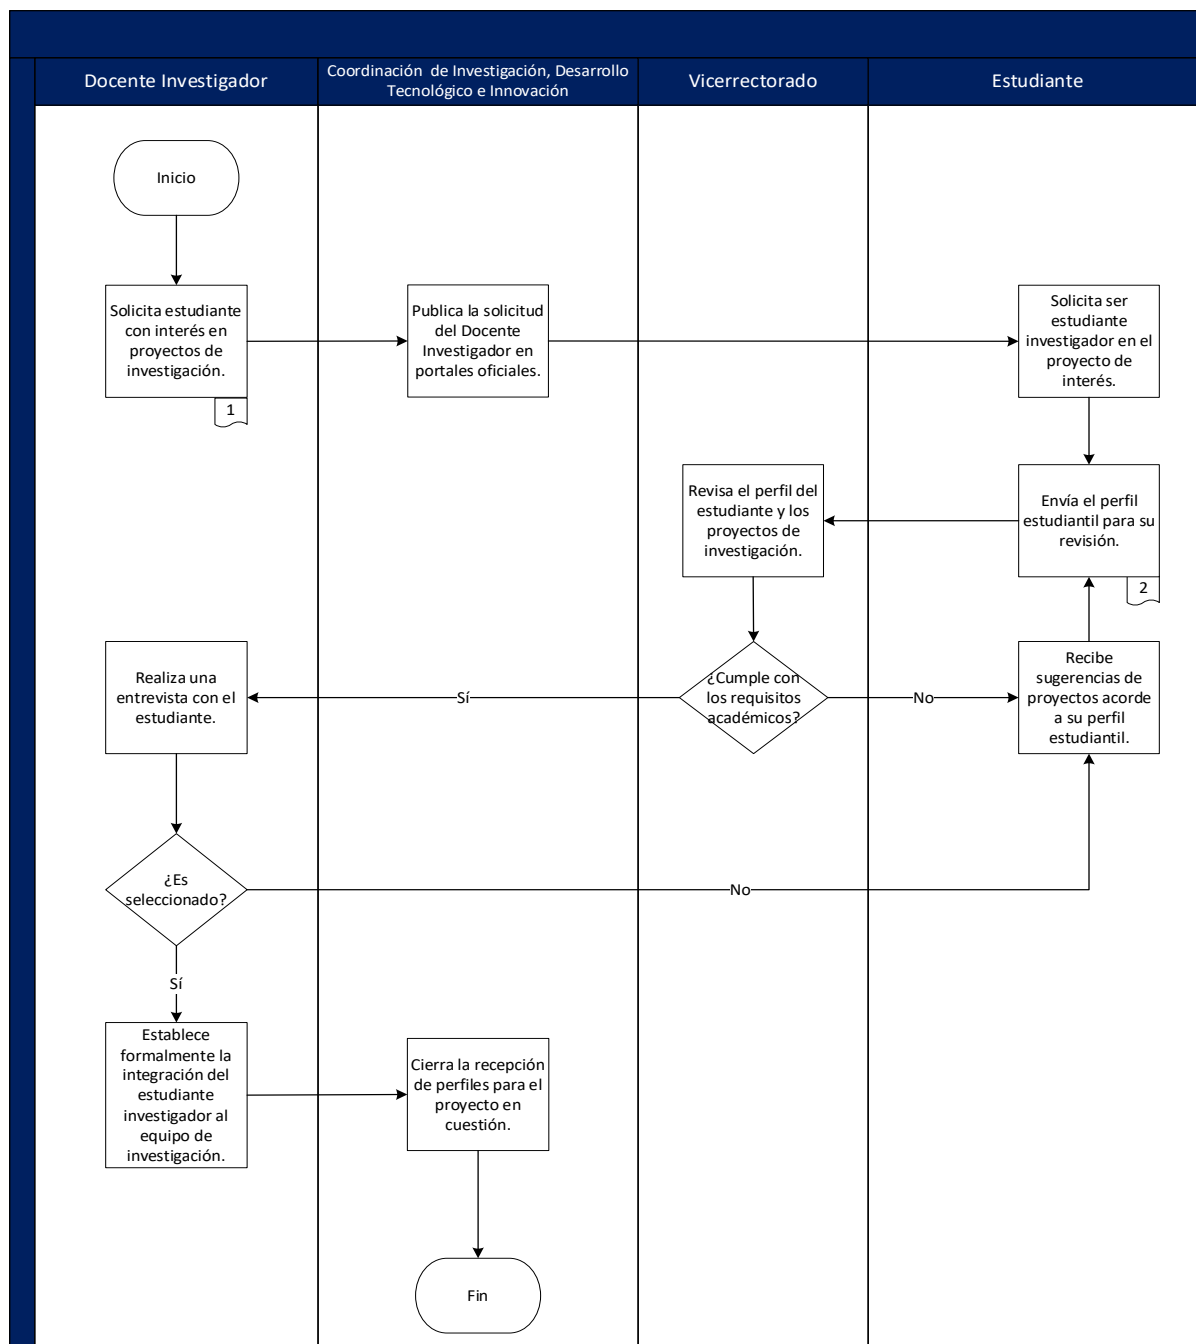 Docente Investigador
Coordinación de Investigación, Desarrollo
Tecnológico e Innovación
Vicerrectorado
Estudiante
Inicio
Solicita estudiante
con interés en
proyectos de
investigación.
1
Publica la solicitud
del Docente
Investigador en
portales oficiales.
Solicita ser
estudiante
investigador en el
proyecto de
interés.
Revisa el perfil del
estudiante y los
proyectos de
investigación.
Envía el perfil
estudiantil para su
revisión.
2
Realiza una
entrevista con el
estudiante.
Sí
¿Cumple con
los requisitos
académicos?
No
Recibe
sugerencias de
proyectos acorde
a su perfil
estudiantil.
¿Es
seleccionado?
No
Sí
Establece
formalmente la
integración del
estudiante
investigador al
equipo de
investigación.
Cierra la recepción
de perfiles para el
proyecto en
cuestión.
Fin